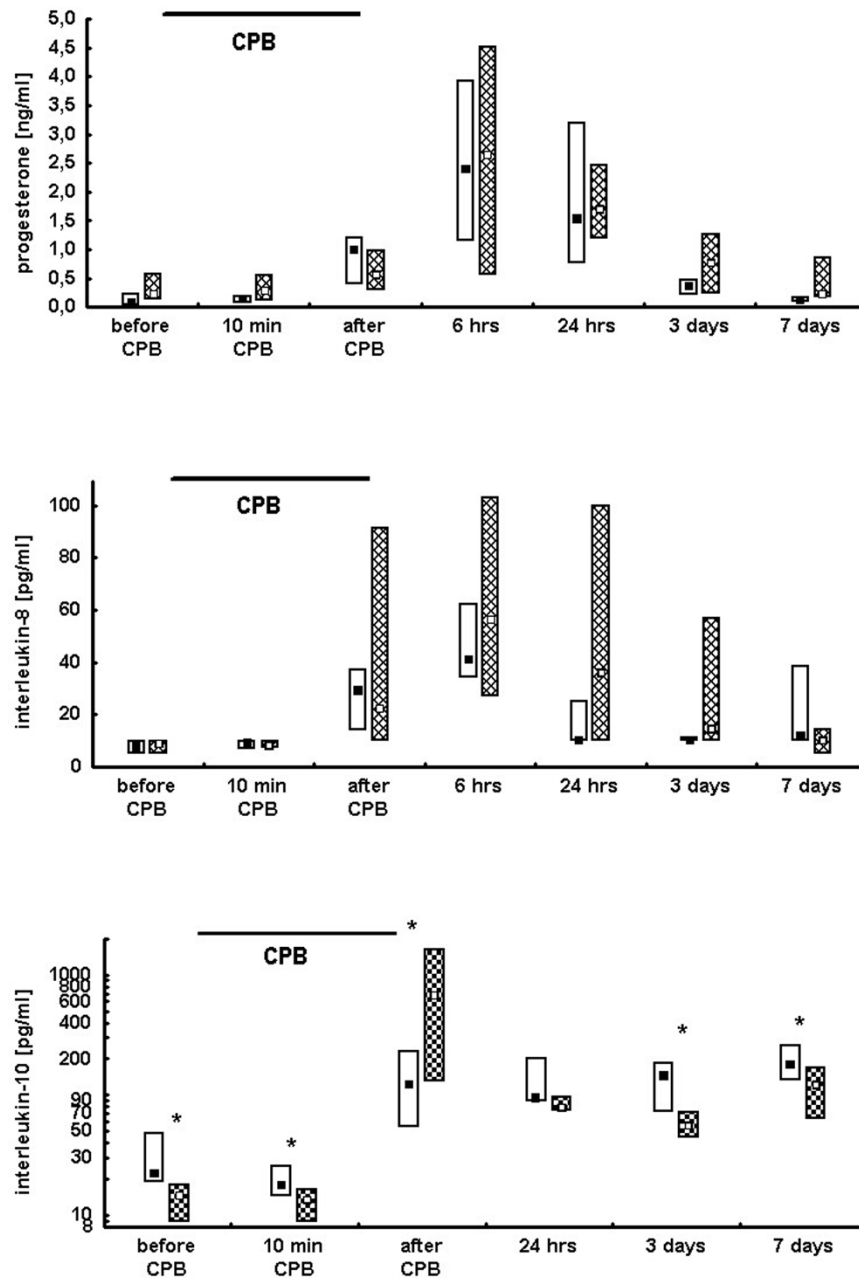 CPB
progesterone [ng/ml]
5,0
4,5
4,0
3,5
3,0
2,5
2,0
1,5
1,0
0,5
0,0
before CPB
10 min CPB
after CPB
6 hrs
24 hrs
3 days
7 days
CPB
interleukin-8 [pg/ml]
100
80
60
40
20
0
before CPB
10 min CPB
after CPB
6 hrs
24 hrs
3 days
7 days
*
CPB
interleukin-10 [pg/ml]
1000
800
600
400
200
90
70
50
30
10
8
*
*
*
*
before CPB
10 min CPB
after CPB
24 hrs
3 days
7 days